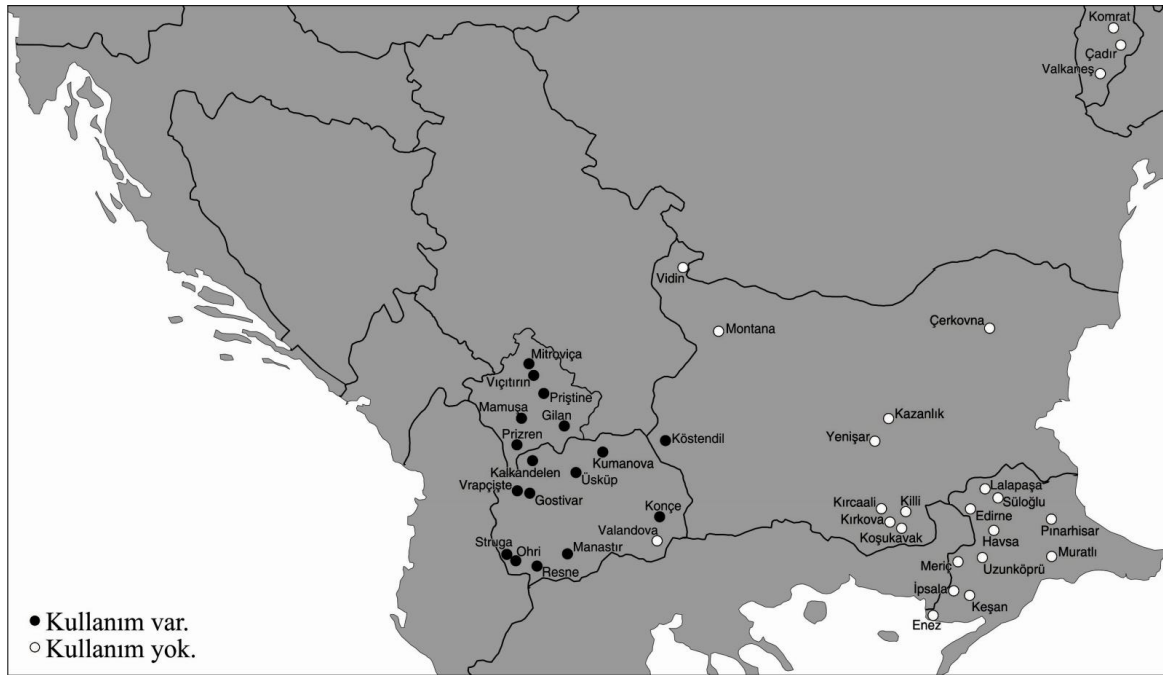 Komrat
Çadır
Valkaneş
Vidin
Montana
Çerkovna
Mitroviça
Vıçıtırın
Priştine
Mamuşa
Gilan
Prizren
Kazanlık
Yenişar
Köstendil
Kumanova
Kalkandelen
Üsküp
Vrapçişte
Gostivar
Konçe
Valandova
Struga
Ohri
Manastır
Resne
Kırcaali
Killi
Kırkova
Koşukavak
Lalapaşa
Süloğlu
Edirne
Pınarhisar
Havsa
Muratlı
Meriç
Uzunköprü
İpsala
Keşan
Enez
Kullanım var.
Kullanım yok.